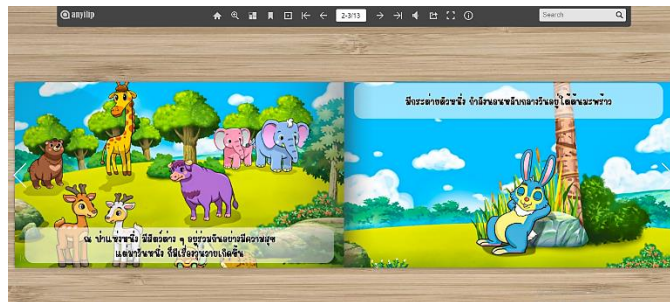 anyflip
2-3/13
Search
ณ ป่าแห่งหนึ่ง มีสัตว์ต่าง ๆ อยู่ร่วมกันอย่างมีความสุข
แต่มาวันหนึ่ง ก็มีเรื่องวุ่นวายเกิดขึ้น
มีกระต่ายตัวหนึ่ง กำลังนอนหลับกลางวันอยู่ใต้ต้นมะพร้าว